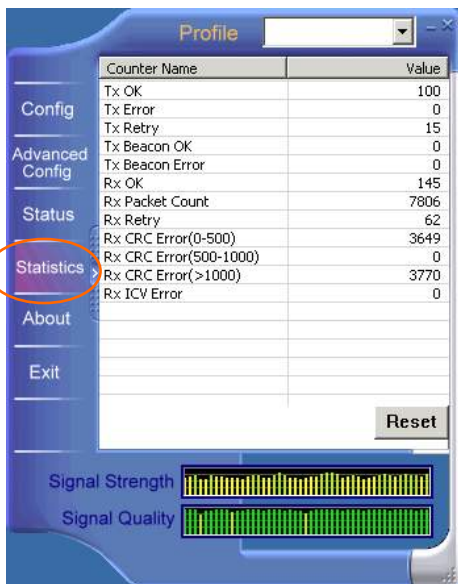 Profile
Config
Advanced
Config
Status
Statistics
About
Exit
Counter Name Value
Tx OK 100
Tx Error 0
Tx Retry 15
Tx Beacon OK 0
Tx Beacon Error 0
Rx OK 145
Rx Packet Count 7806
Rx Retry 62
Rx CRC Error(0-500) 3649
Rx CRC Error(500-1000) 0
Rx CRC Error(>1000) 3770
Rx ICV Error 0
Reset
Signal Strength
Signal Quality